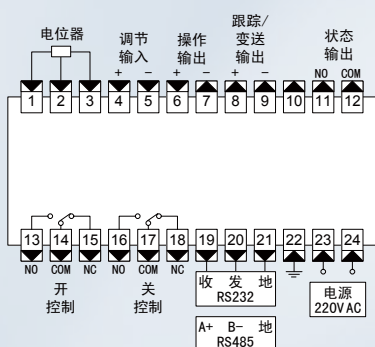 电位器
调节
输入
操作
输出
跟踪/
变送
输出
状态
输出
+ − + − + − NO COM
1 2 3 4 5 6 7 8 9 10 11 12
13 14 15 16 17 18 19 20 21 22 23 24
NO COM NC NO COM NC
开
控制
关
控制
收 发 地
RS232
A+ B- 地
RS485
电源
220VAC